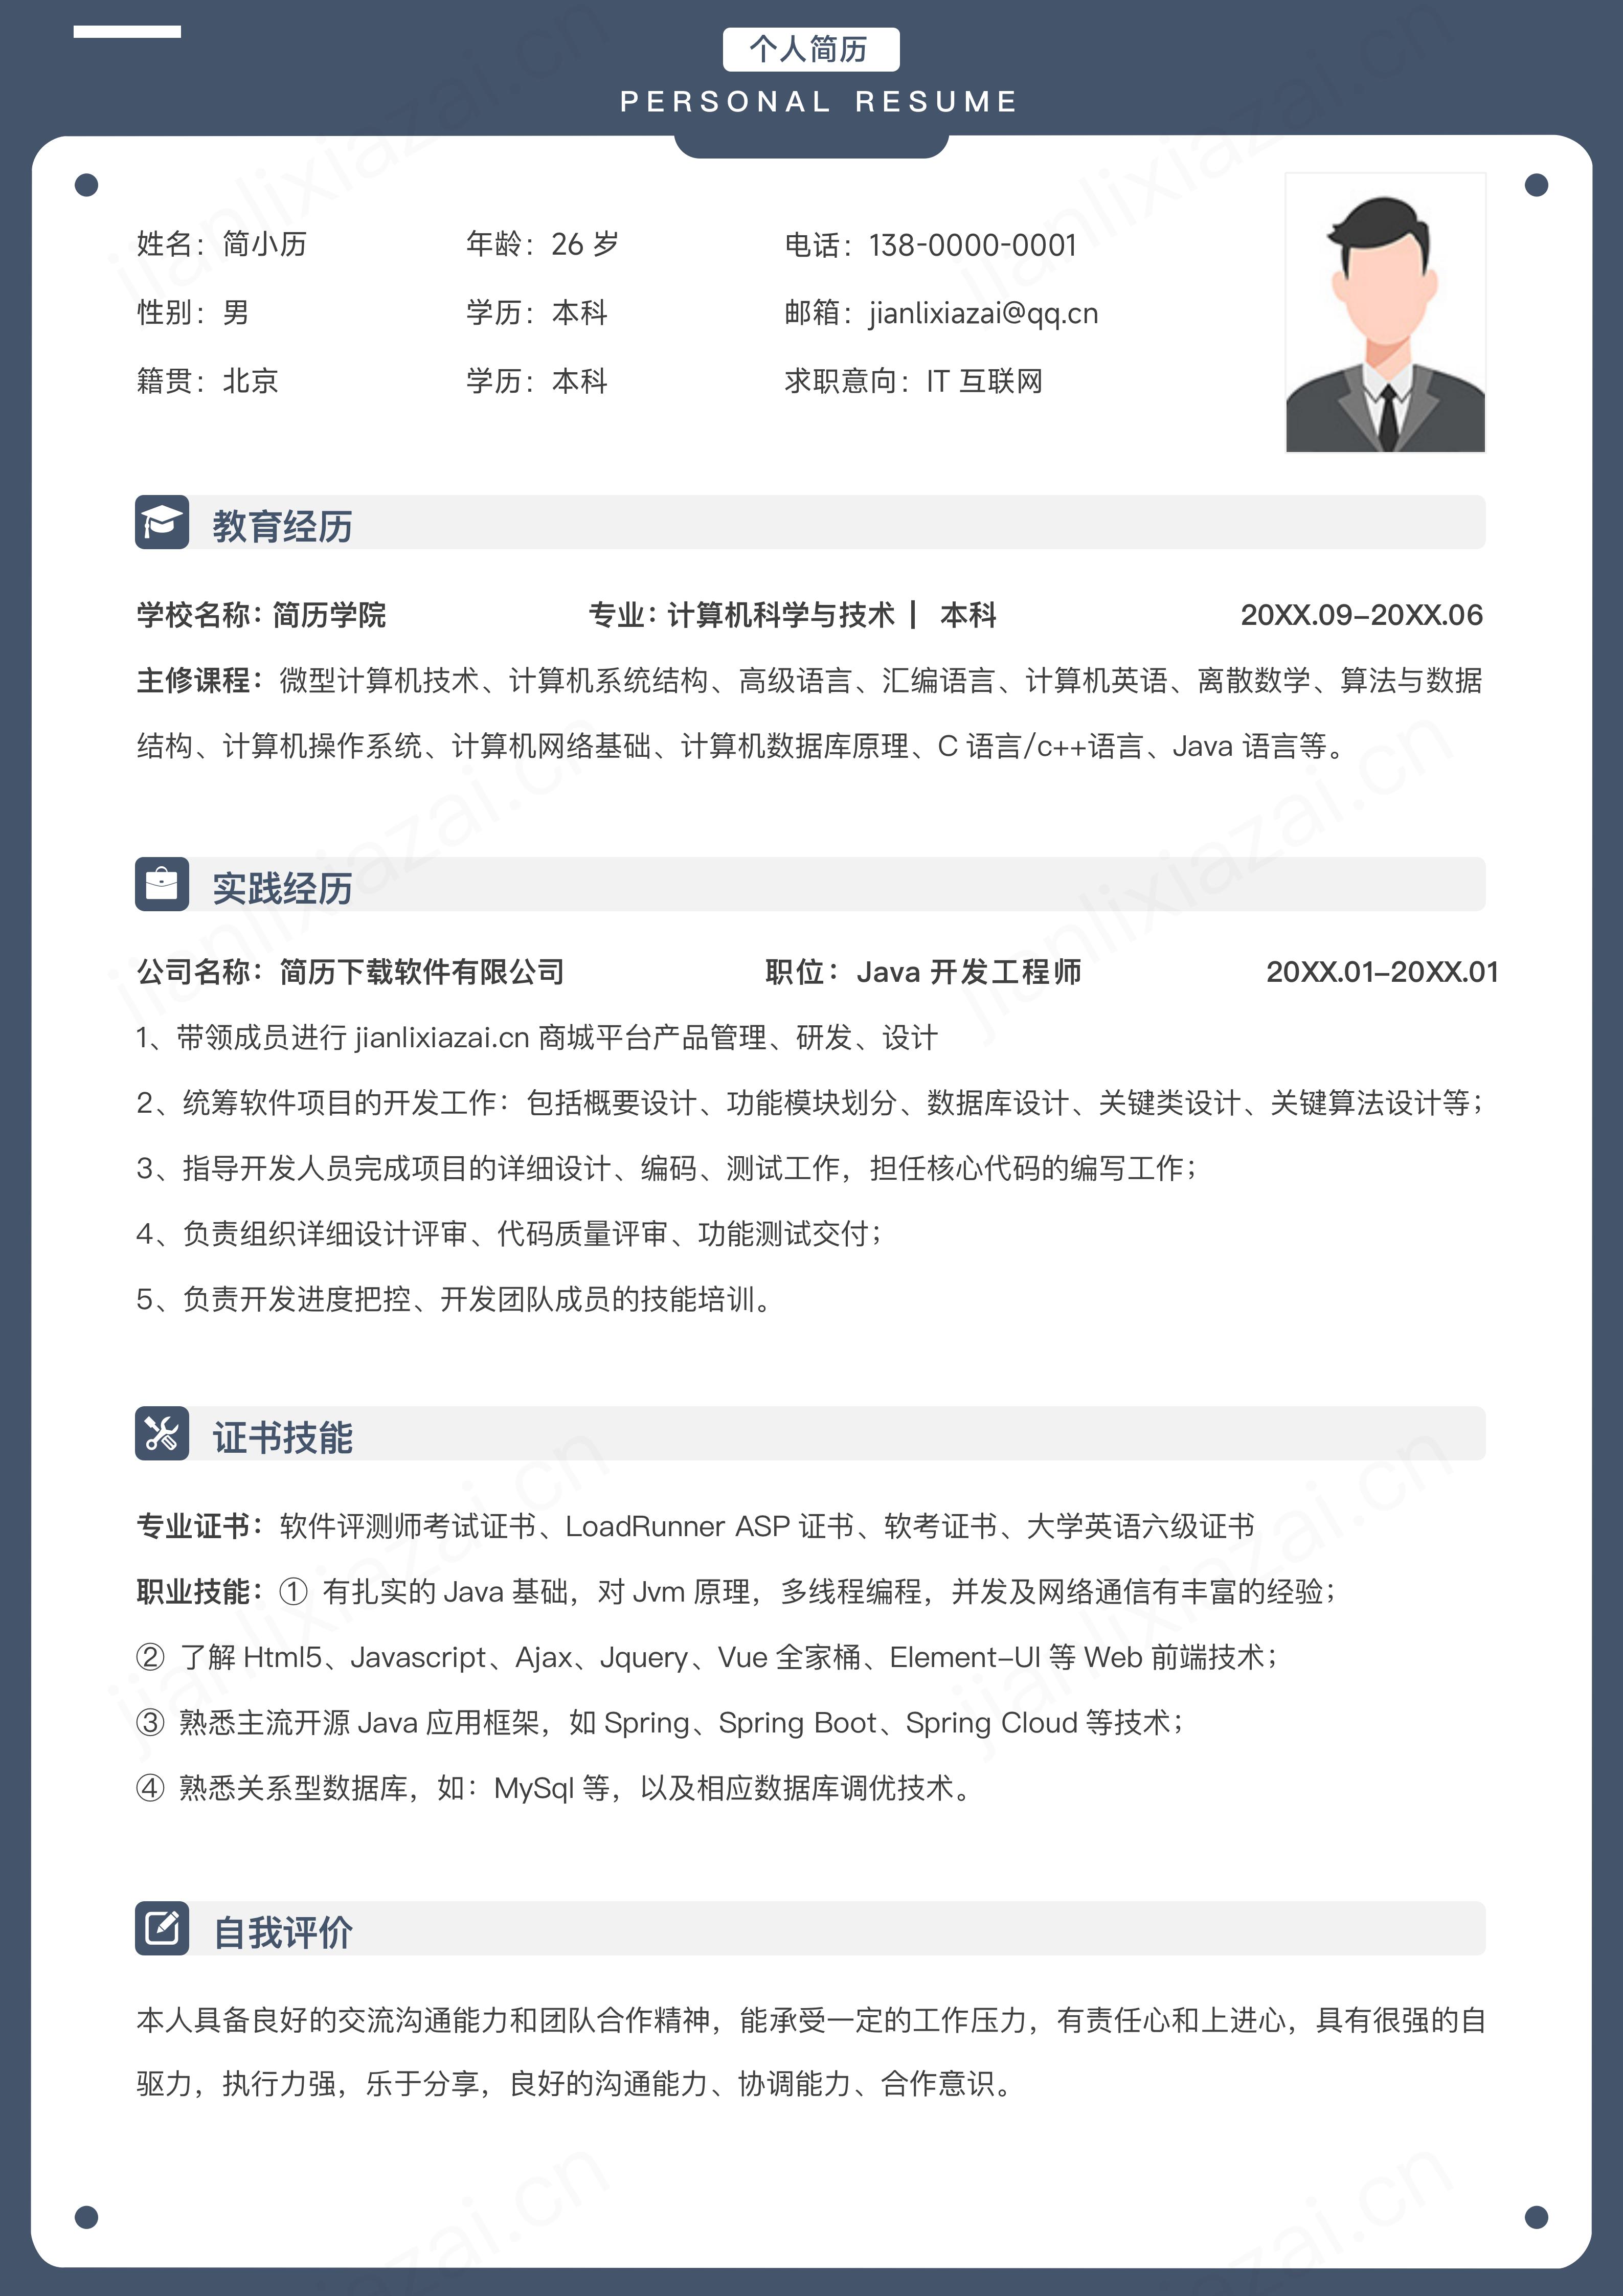 个人简历
PERSONAL RESUME
姓名：简小历 年龄：26 岁 电话：138-0000-0001
性别：男 学历：本科 邮箱：jianlixiazai@qq.cn
籍贯：北京 学历：本科 求职意向：IT 互联网
教育经历
学校名称：简历学院 专业：计算机科学与技术 | 本科 20XX.09–20XX.06
主修课程：微型计算机技术、计算机系统结构、高级语言、汇编语言、计算机英语、离散数学、算法与数据
结构、计算机操作系统、计算机网络基础、计算机数据库原理、C 语言/c++语言、Java 语言等。
实践经历
公司名称：简历下载软件有限公司 职位：Java 开发工程师 20XX.01–20XX.01
1、带领成员进行 jianlixiazai.cn 商城平台产品管理、研发、设计
2、统筹软件项目的开发工作：包括概要设计、功能模块划分、数据库设计、关键类设计、关键算法设计等；
3、指导开发人员完成项目的详细设计、编码、测试工作，担任核心代码的编写工作；
4、负责组织详细设计评审、代码质量评审、功能测试交付；
5、负责开发进度把控、开发团队成员的技能培训。
证书技能
专业证书：软件评测师考试证书、LoadRunner ASP 证书、软考证书、大学英语六级证书
职业技能：① 有扎实的 Java 基础，对 Jvm 原理，多线程编程，并发及网络通信有丰富的经验；
② 了解 Html5、Javascript、Ajax、Jquery、Vue 全家桶、Element–UI 等 Web 前端技术；
③ 熟悉主流开源 Java 应用框架，如 Spring、Spring Boot、Spring Cloud 等技术；
④ 熟悉关系型数据库，如：MySql 等，以及相应数据库调优技术。
自我评价
本人具备良好的交流沟通能力和团队合作精神，能承受一定的工作压力，有责任心和上进心，具有很强的自
驱力，执行力强，乐于分享，良好的沟通能力、协调能力、合作意识。
jianlixiazai.cn
jianlixiazai.cn
jianlixiazai.cn
jianlixiazai.cn
jianlixiazai.cn
jianlixiazai.cn